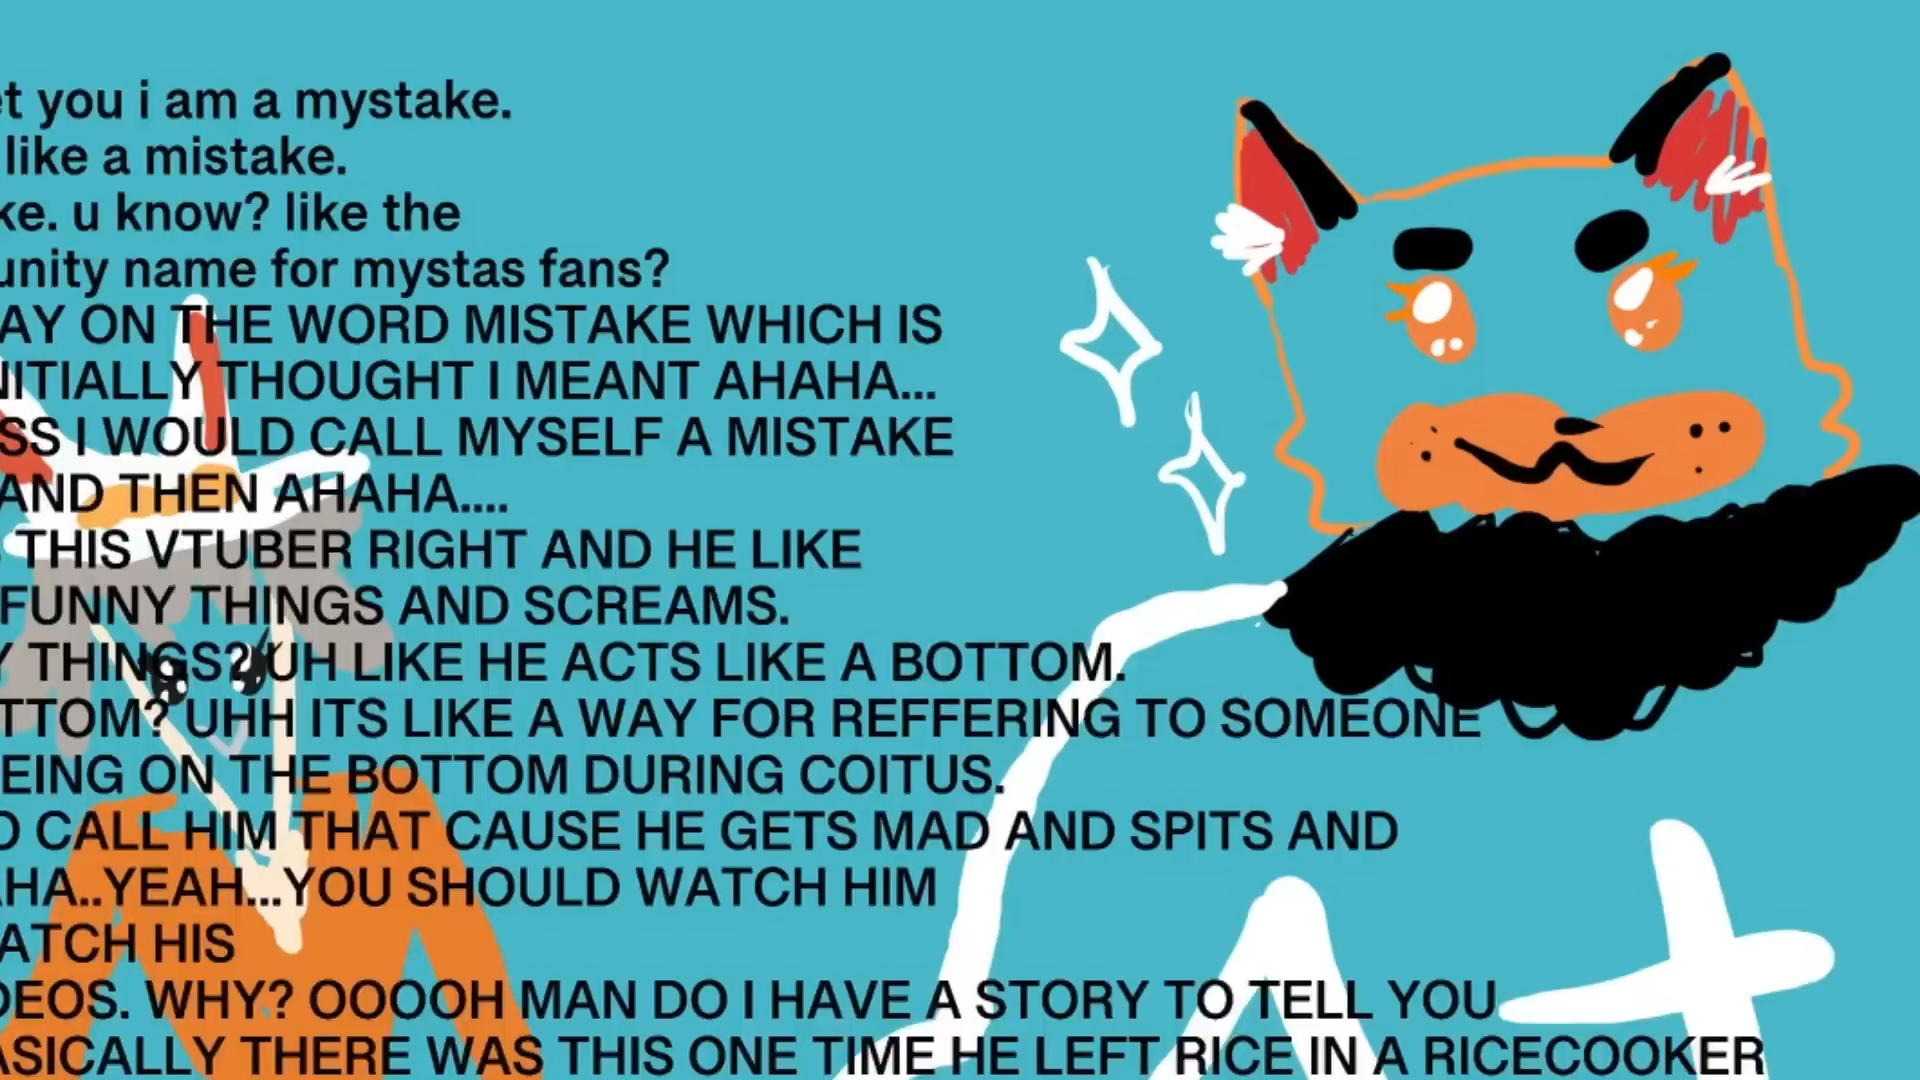 et you i am a mystake.
like a mistake.
ke. u know? like the
unity name for mystas fans?
AY ON THE WORD MISTAKE WHICH IS
NITIALLY THOUGHT I MEANT AHAHA...
SS I WOULD CALL MYSELF A MISTAKE
AND THEN AHAHA....
THIS VTUBER RIGHT AND HE LIKE
FUNNY THINGS AND SCREAMS.
Y THINGS? UH LIKE HE ACTS LIKE A BOTTOM.
TTOM? UHH ITS LIKE A WAY FOR REFFERING TO SOMEONE
EING ON THE BOTTOM DURING COITUS.
O CALL HIM THAT CAUSE HE GETS MAD AND SPITS AND
HA..YEAH...YOU SHOULD WATCH HIM
ATCH HIS
DEOS. WHY? OOOOH MAN DO I HAVE A STORY TO TELL YOU
ASICALLY THERE WAS THIS ONE TIME HE LEFT RICE IN A RICECOOKER